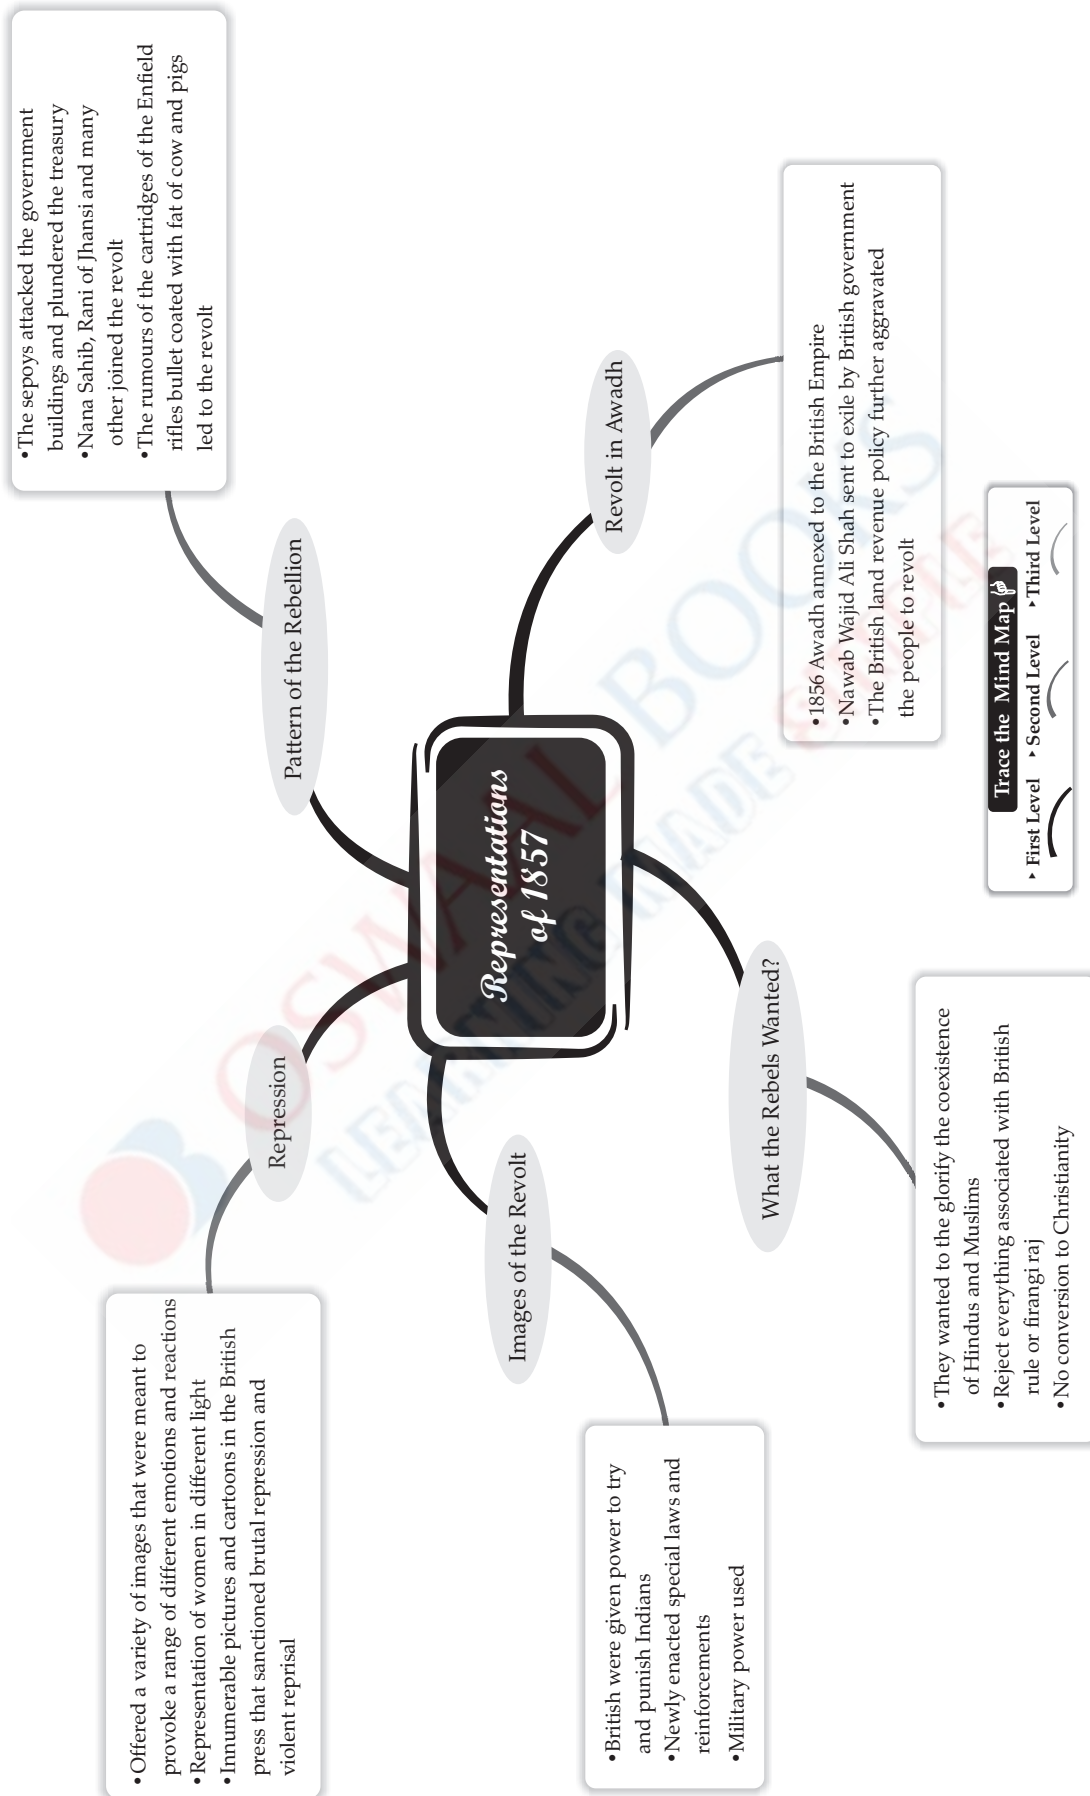 Representations
of 1857
Repression
•Offered a variety of images that were meant to
provoke a range of different emotions and reactions
•Representation of women in different light
•Innumerable pictures and cartoons in the British
press that sanctioned brutal repression and
violent reprisal
Pattern of the Rebellion
•The sepoys attacked the government
buildings and plundered the treasury
•Nana Sahib, Rani of Jhansi and many
other joined the revolt
•The rumours of the cartridges of the Enfield
rifles bullet coated with fat of cow and pigs
led to the revolt
Images of the Revolt
•British were given power to try
and punish Indians
•Newly enacted special laws and
reinforcements
•Military power used
Revolt in Awadh
•1856 Awadh annexed to the British Empire
•Nawab Wajid Ali Shah sent to exile by British government
•The British land revenue policy further aggravated
the people to revolt
What the Rebels Wanted?
•They wanted to the glorify the coexistence
of Hindus and Muslims
•Reject everything associated with British
rule or firangi raj
•No conversion to Christianity
Trace the Mind Map
First Level Second Level Third Level
OSWAAL BOOKS
LEARNING MADE SIMPLE